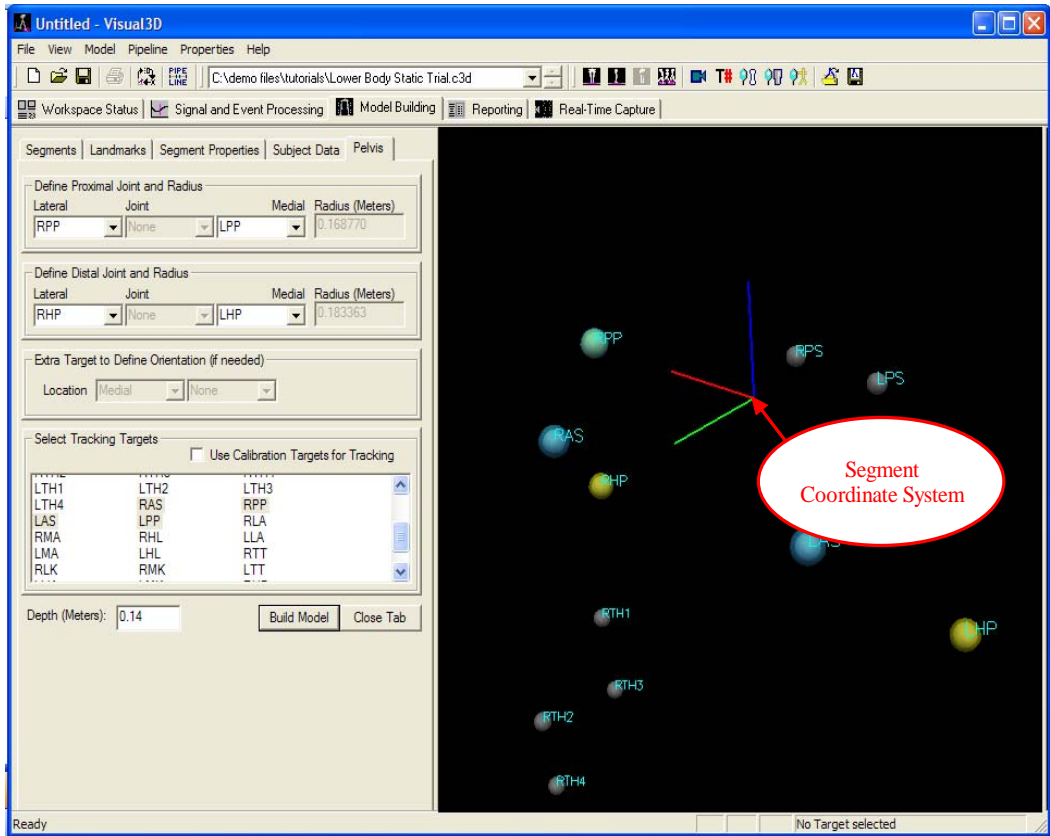 Untitled - Visual3D
File View Model Pipeline Properties Help
PIPE LINE C:\demo files\tutorials\Lower Body Static Trial.c3d T#
Workspace Status Signal and Event Processing Model Building Reporting Real-Time Capture
Segments Landmarks Segment Properties Subject Data Pelvis
Define Proximal Joint and Radius
Lateral Joint Medial Radius (Meters)
RPP None LPP 0.168770
Define Distal Joint and Radius
Lateral Joint Medial Radius (Meters)
RHP None LHP 0.183363
Extra Target to Define Orientation (if needed)
Location Medial None
Select Tracking Targets
Use Calibration Targets for Tracking
LTH1 LTH2 LTH3
LTH4 RAS RPP
LAS LPP RLA
RMA RHL LLA
LMA LHL RTT
RLK RMK LTT
Depth (Meters): 0.14 Build Model Close Tab
RPP
RPS
LPS
RAS
RHP
Segment
Coordinate System
LAS
RTH1
LHP
RTH3
RTH2
RTH4
Ready
No Target selected